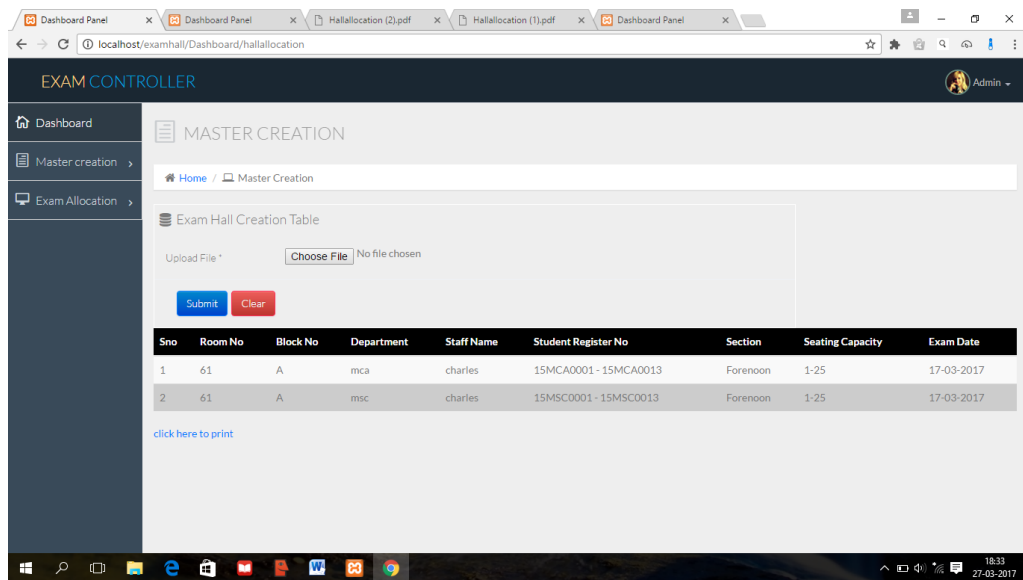 Dashboard Panel Dashboard Panel Hallallocation (2).pdf Hallallocation (1).pdf Dashboard Panel
localhost/examhall/Dashboard/hallallocation
EXAM CONTROLLER Admin
Dashboard
MASTER CREATION
Master creation
Home / Master Creation
Exam Allocation
Exam Hall Creation Table
Upload File * Choose File No file chosen
Submit Clear
Sno Room No Block No Department Staff Name Student Register No Section Seating Capacity Exam Date
1 61 A mca charles 15MCA0001 - 15MCA0013 Forenoon 1-25 17-03-2017
2 61 A msc charles 15MSC0001 - 15MSC0013 Forenoon 1-25 17-03-2017
click here to print
18:33
27-03-2017